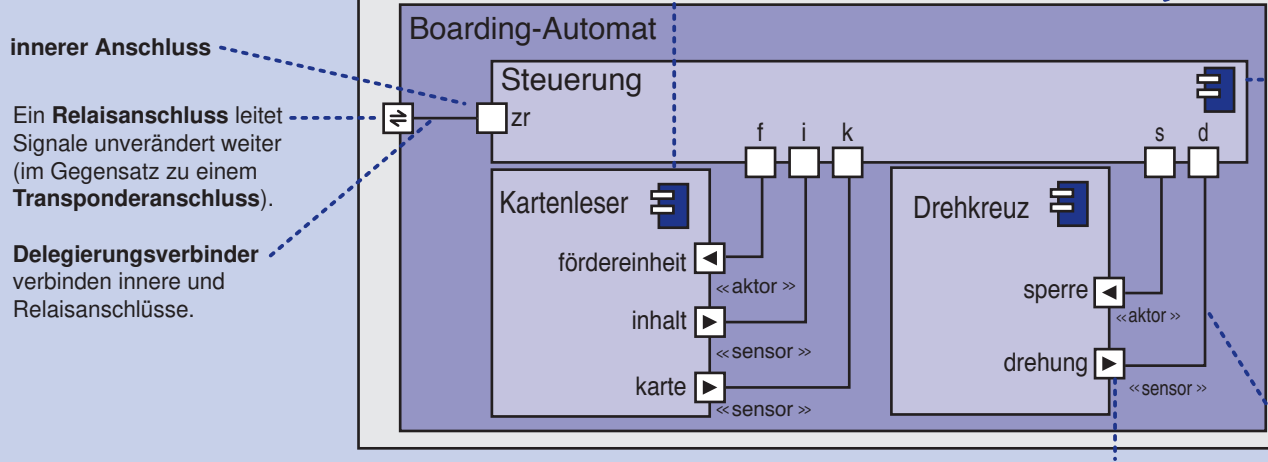 Boarding-Automat
innerer Anschluss
Steuerung
Ein Relaisanschluss leitet
Signale unverändert weiter
(im Gegensatz zu einem
Transponderanschluss).
zr
f i k
s d
Kartenleser
Drehkreuz
Delegierungsverbinder
verbinden innere und
Relaisanschlüsse.
fördereinheit
«aktor »
inhalt
«sensor »
karte
«sensor »
sperre
«aktor »
drehung
«sensor »